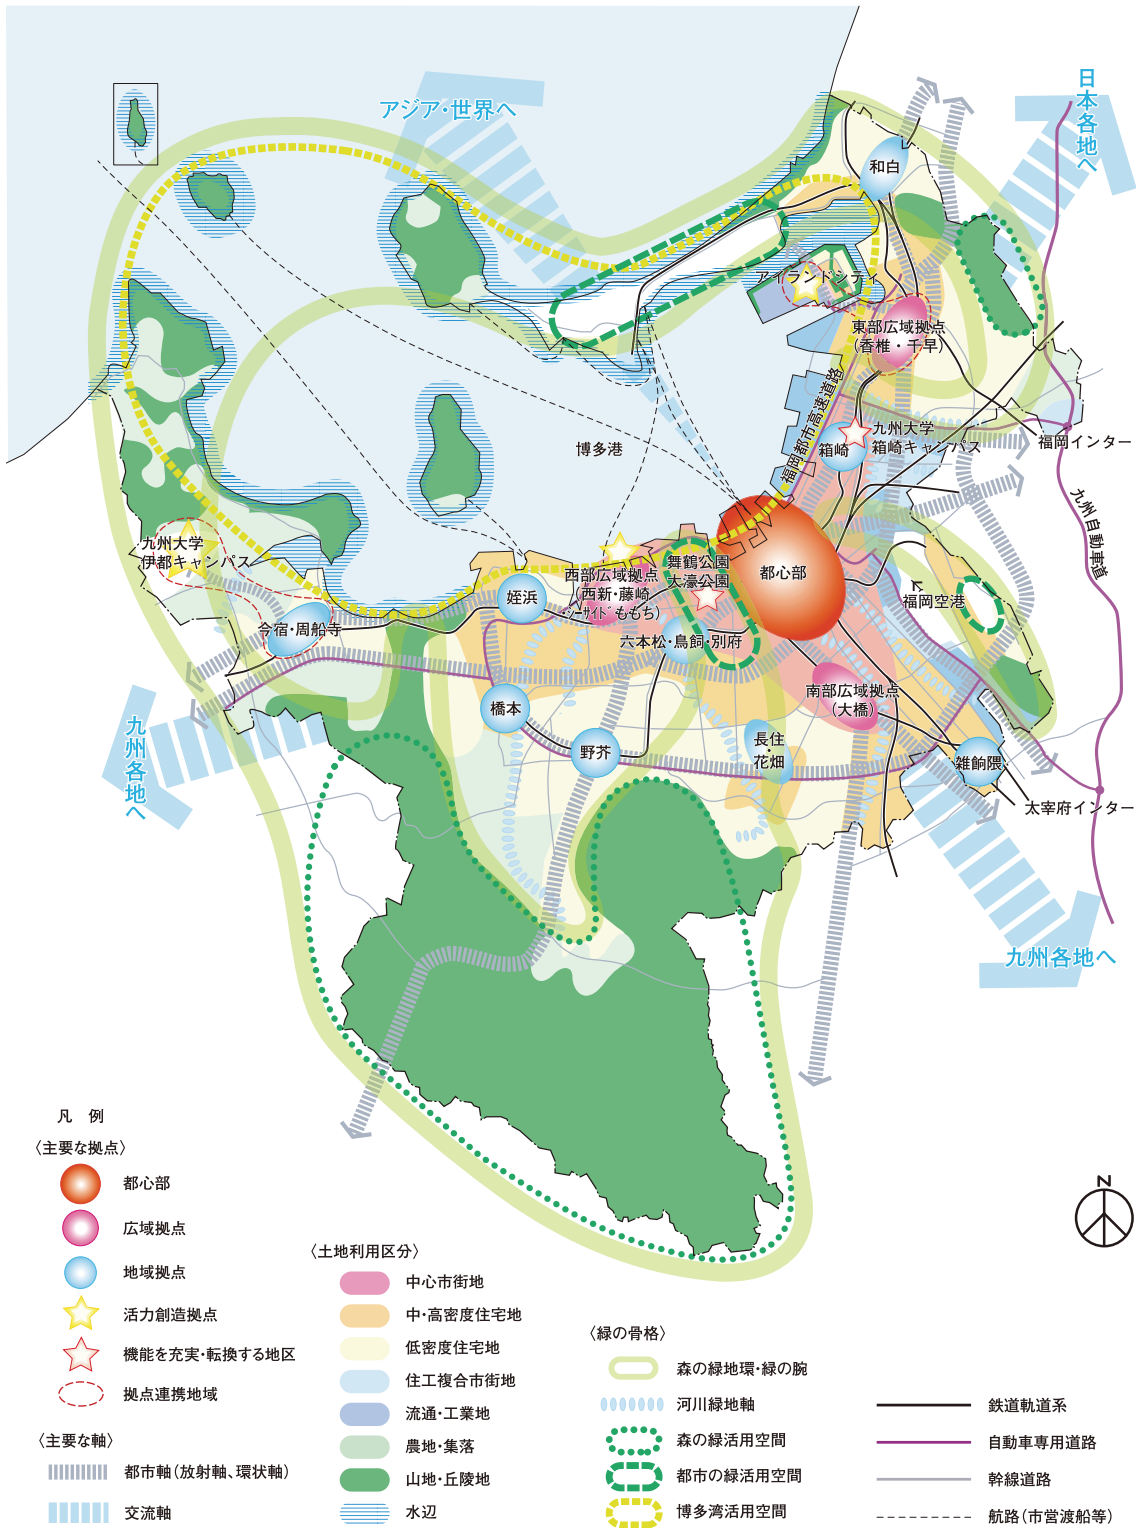 アジア・世界へ
日本各地へ
和白
アイランドシティ
東部広域拠点
(香椎・千早)
福岡都市高速道路
九州大学
箱崎キャンパス
箱崎
福岡インター
博多港
九州自動車道
九州大学
伊都キャンパス
西部広域拠点
(西新・藤崎
・シーサイドももち)
舞鶴公園
大濠公園
都心部
福岡空港
姪浜
今宿・周船寺
六本松・鳥飼・別府
南部広域拠点
(大橋)
橋本
野芥
長住
・
花畑
雑餉隈
九州各地へ
太宰府インター
九州各地へ
凡 例
〈主要な拠点〉
都心部
広域拠点
地域拠点
活力創造拠点
機能を充実・転換する地区
拠点連携地域
〈主要な軸〉
都市軸(放射軸、環状軸)
交流軸
〈土地利用区分〉
中心市街地
中・高密度住宅地
低密度住宅地
住工複合市街地
流通・工業地
農地・集落
山地・丘陵地
水辺
〈緑の骨格〉
森の緑地環・緑の腕
河川緑地軸
森の緑活用空間
都市の緑活用空間
博多湾活用空間
鉄道軌道系
自動車専用道路
幹線道路
航路(市営渡船等)
N